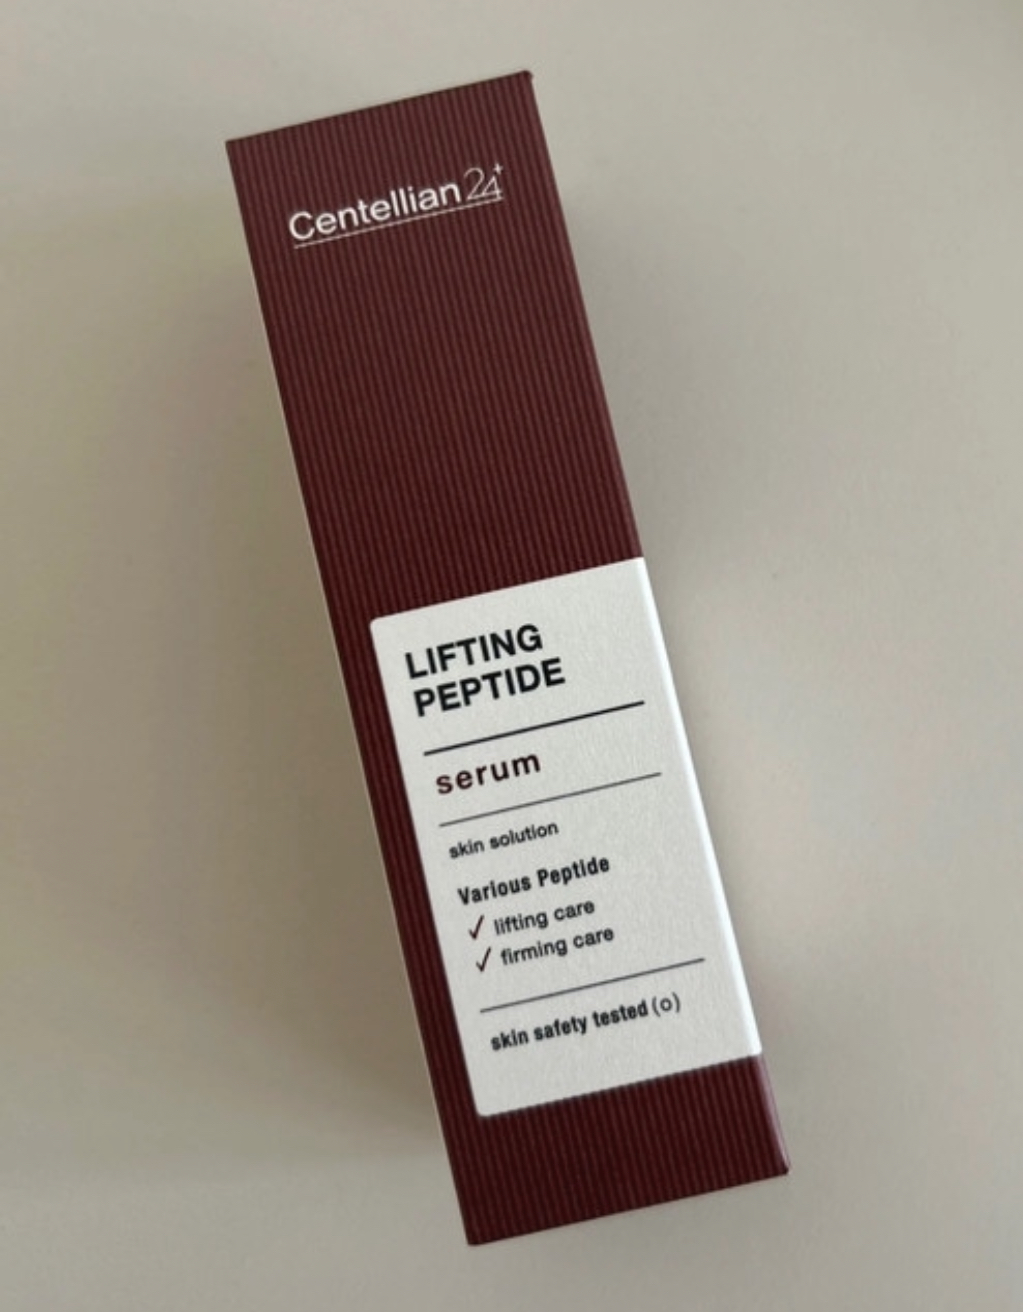 Centellian24+
LIFTING
PEPTIDE
serum
skin solution
Various Peptide
✓ lifting care
✓ firming care
skin safety tested (o)